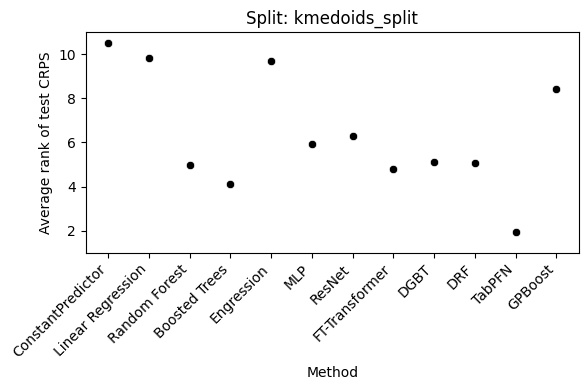 Split: kmedoids_split
Average rank of test CRPS
10
8
6
4
2
ConstantPredictor
Linear Regression
Random Forest
Boosted Trees
Engression
MLP
ResNet
FT-Transformer
DGBT
DRF
TabPFN
GPBoost
Method